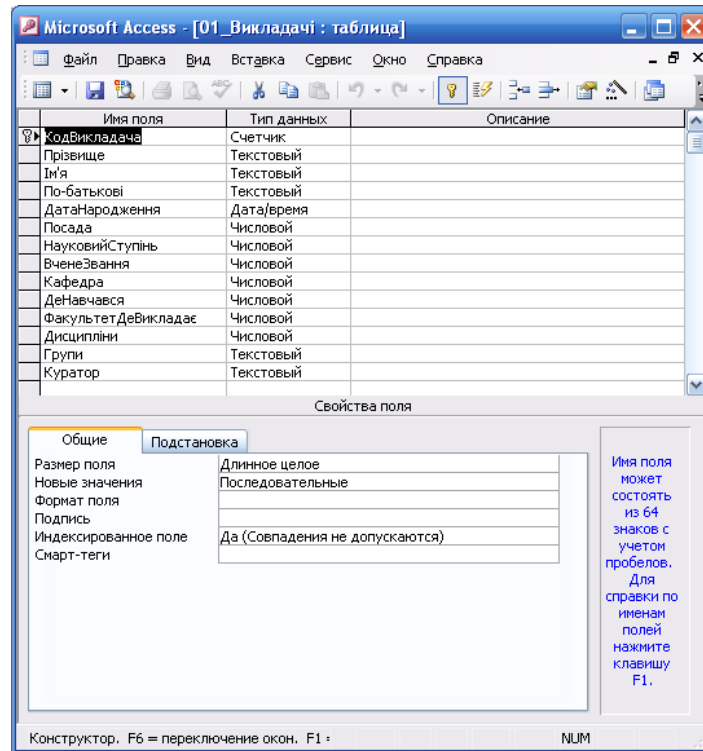 Microsoft Access - [01_Викладачі : таблица]
Файл Правка Вид Вставка Сервис Окно Справка
Имя поля Тип данных Описание
КодВикладача Счетчик
Прізвище Текстовый
Ім'я Текстовый
По-батькові Текстовый
ДатаНародження Дата/время
Посада Числовой
НауковийСтупінь Числовой
ВченеЗвання Числовой
Кафедра Числовой
ДеНавчався Числовой
ФакультетДеВикладає Числовой
Дисципліни Числовой
Групи Текстовый
Куратор Текстовый
Свойства поля
Общие Подстановка
Размер поля Длинное целое
Новые значения Последовательные
Формат поля
Подпись
Индексированное поле Да (Совпадения не допускаются)
Смарт-теги
Имя поля
может
состоять
из 64
знаков с
учетом
пробелов.
Для
справки по
именам
полей
нажмите
клавишу
F1.
Конструктор. F6 = переключение окон. F1 = NUM